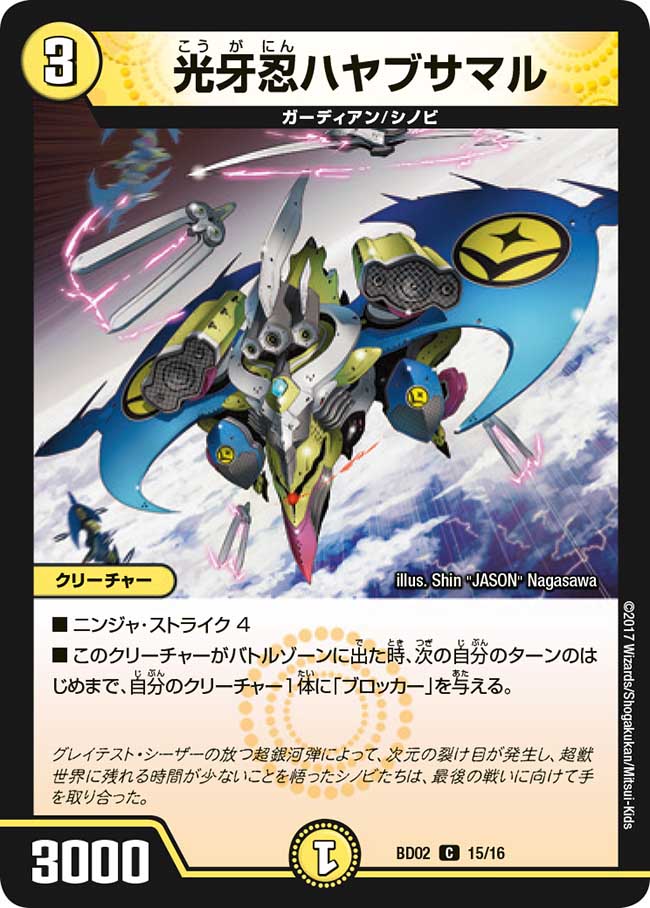 3
こうがにん
光牙忍ハヤブサマル
ガーディアン/シノビ
クリーチャー
illus. Shin "JASON" Nagasawa
■ ニンジャ・ストライク 4
■ このクリーチャーがバトルゾーンに出た時、次の自分のターンのは
じめまで、自分のクリーチャー1体に「ブロッカー」を与える。
グレイテスト・シーザーの放つ超銀河弾によって、次元の裂け目が発生し、超獣
世界に残れる時間が少ないことを悟ったシノビたちは、最後の戦いに向けて手
を取り合った。
©2017 Wizards/Shogakukan/Mitsui-Kids
3000
1
BD02 C 15/16